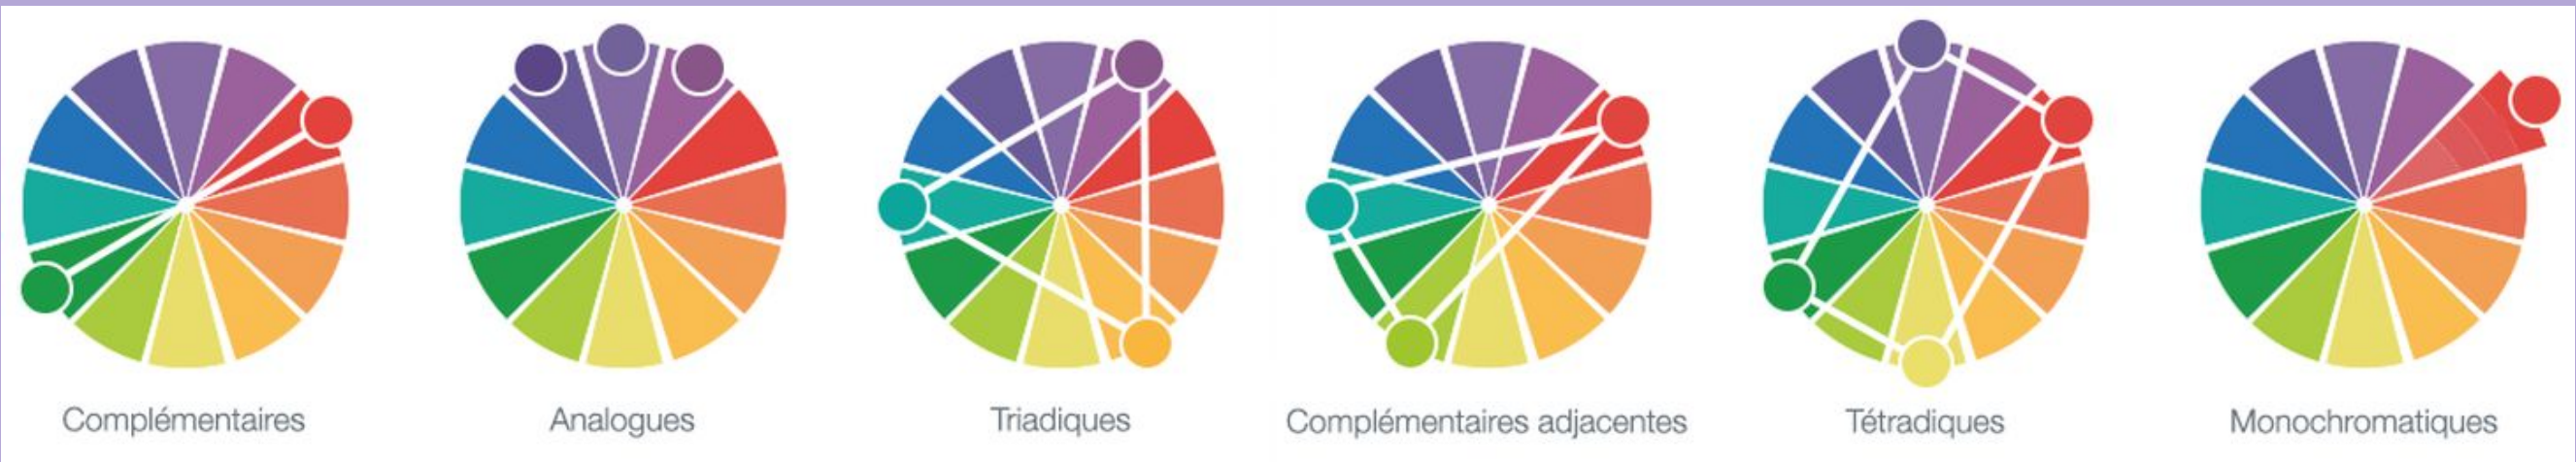 Complémentaires
Analogues
Triadiques
Complémentaires adjacentes
Tétradiques
Monochromatiques